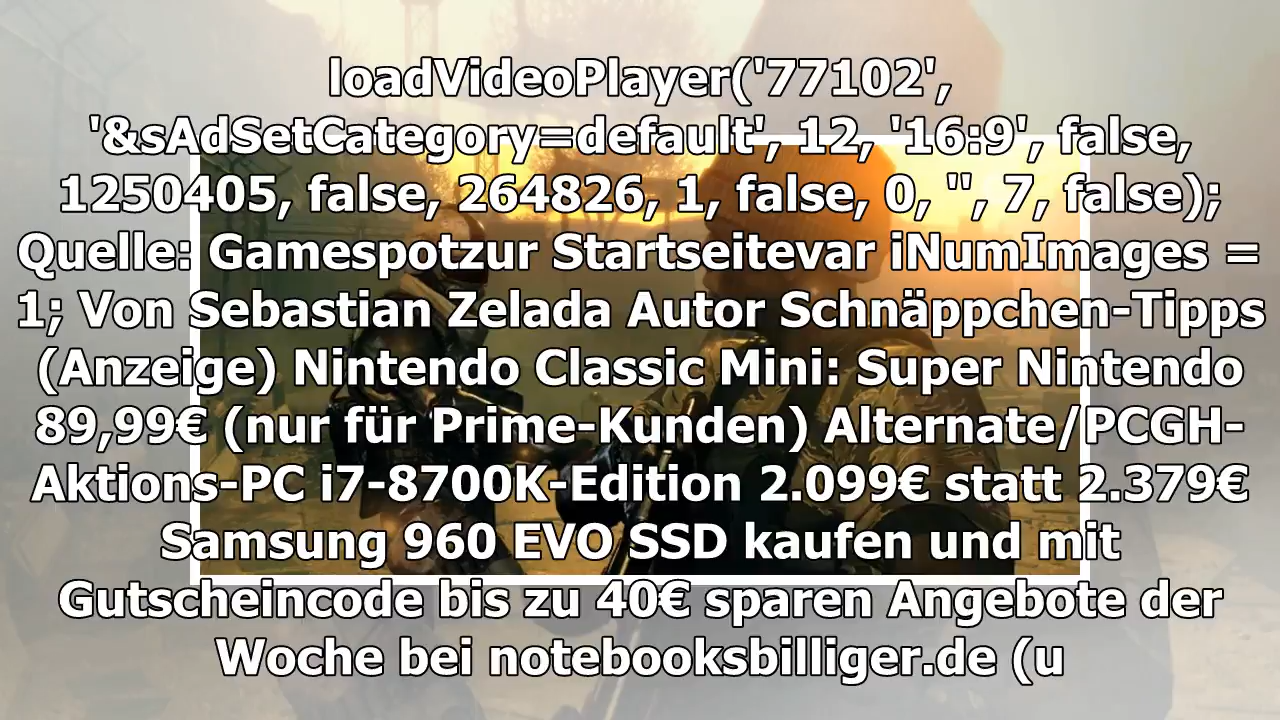 loadVideoPlayer('77102',
'&sAdSetCategory=default', 12, '16:9', false,
1250405, false, 264826, 1, false, 0, '', 7, false);
Quelle: Gamespotzur Startseitevar iNumImages =
1; Von Sebastian Zelada Autor Schnäppchen-Tipps
(Anzeige) Nintendo Classic Mini: Super Nintendo
89,99€ (nur für Prime-Kunden) Alternate/PCGH-
Aktions-PC i7-8700K-Edition 2.099€ statt 2.379€
Samsung 960 EVO SSD kaufen und mit
Gutscheincode bis zu 40€ sparen Angebote der
Woche bei notebooksbilliger.de (u